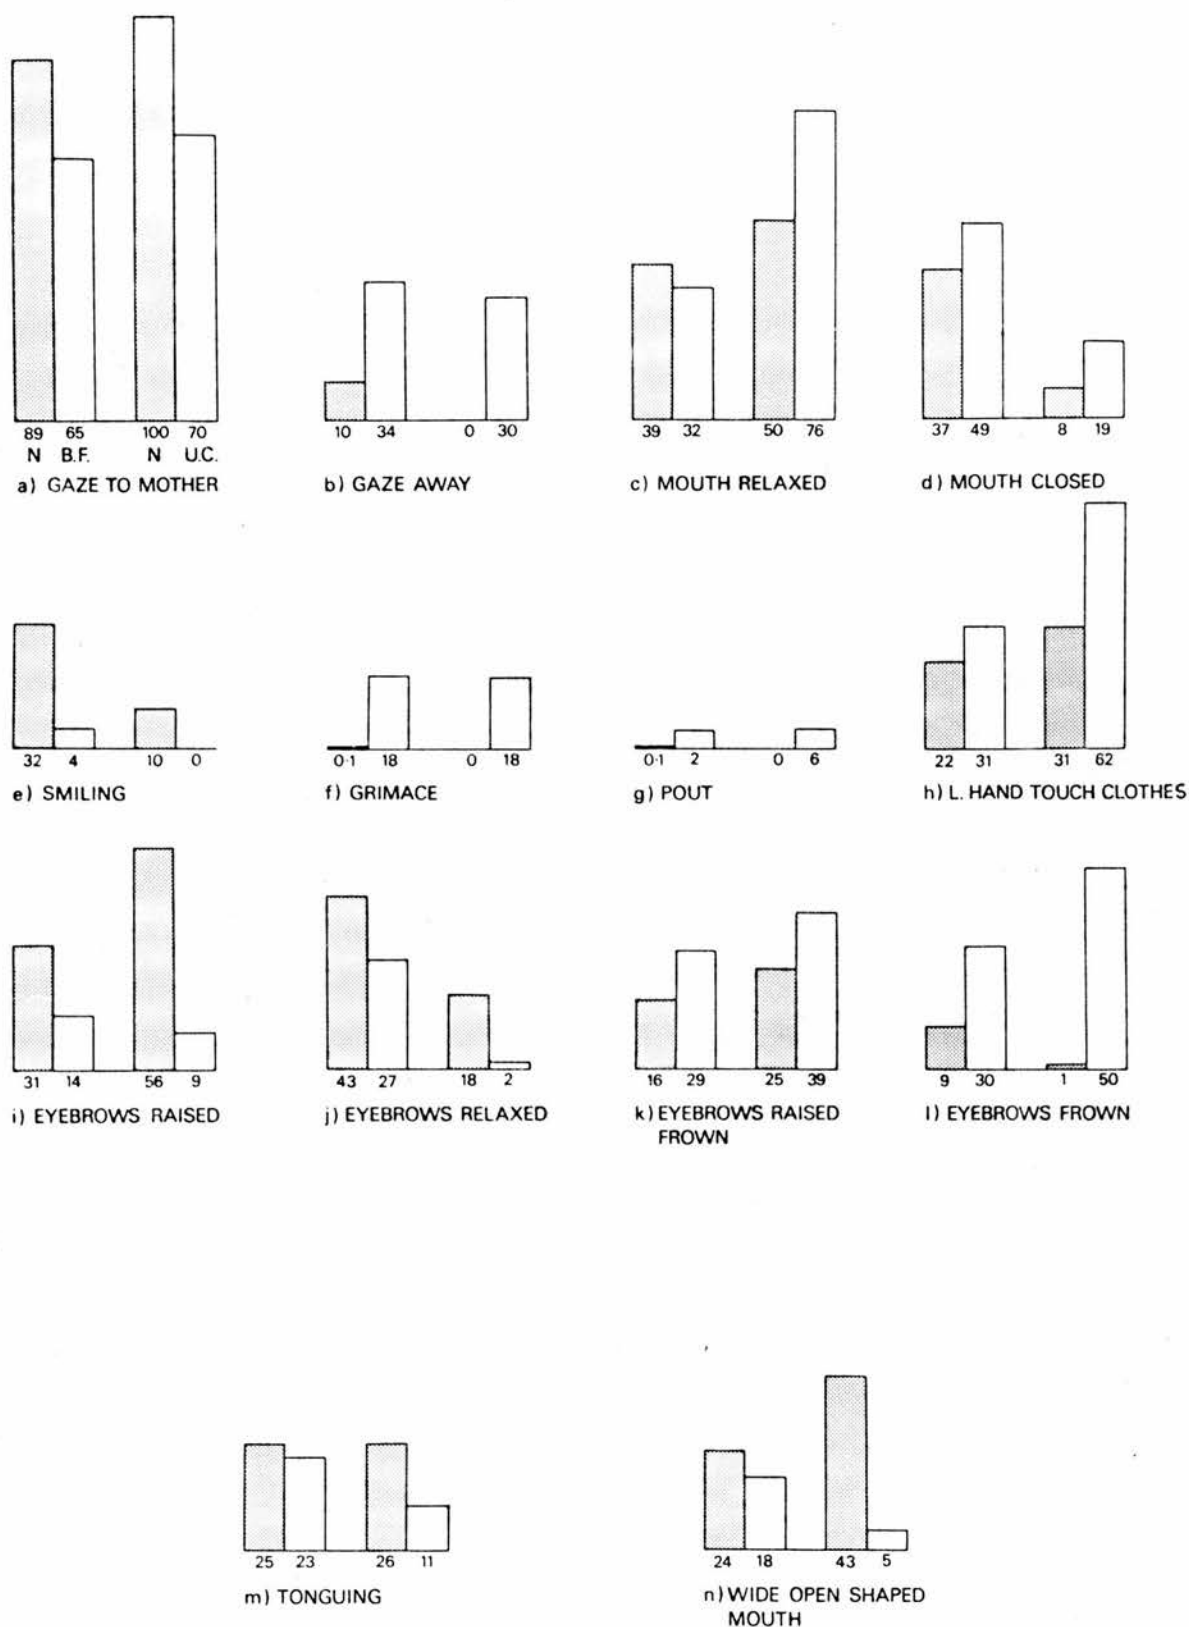 89 65 100 70
N B.F. N U.C.
a) GAZE TO MOTHER
10 34 0 30
b) GAZE AWAY
39 32 50 76
c) MOUTH RELAXED
37 49 8 19
d) MOUTH CLOSED
32 4 10 0
e) SMILING
0·1 18 0 18
f) GRIMACE
0·1 2 0 6
g) POUT
22 31 31 62
h) L. HAND TOUCH CLOTHES
31 14 56 9
i) EYEBROWS RAISED
43 27 18 2
j) EYEBROWS RELAXED
16 29 25 39
k) EYEBROWS RAISED
FROWN
9 30 1 50
l) EYEBROWS FROWN
25 23 26 11
m) TONGUING
24 18 43 5
n) WIDE OPEN SHAPED
MOUTH